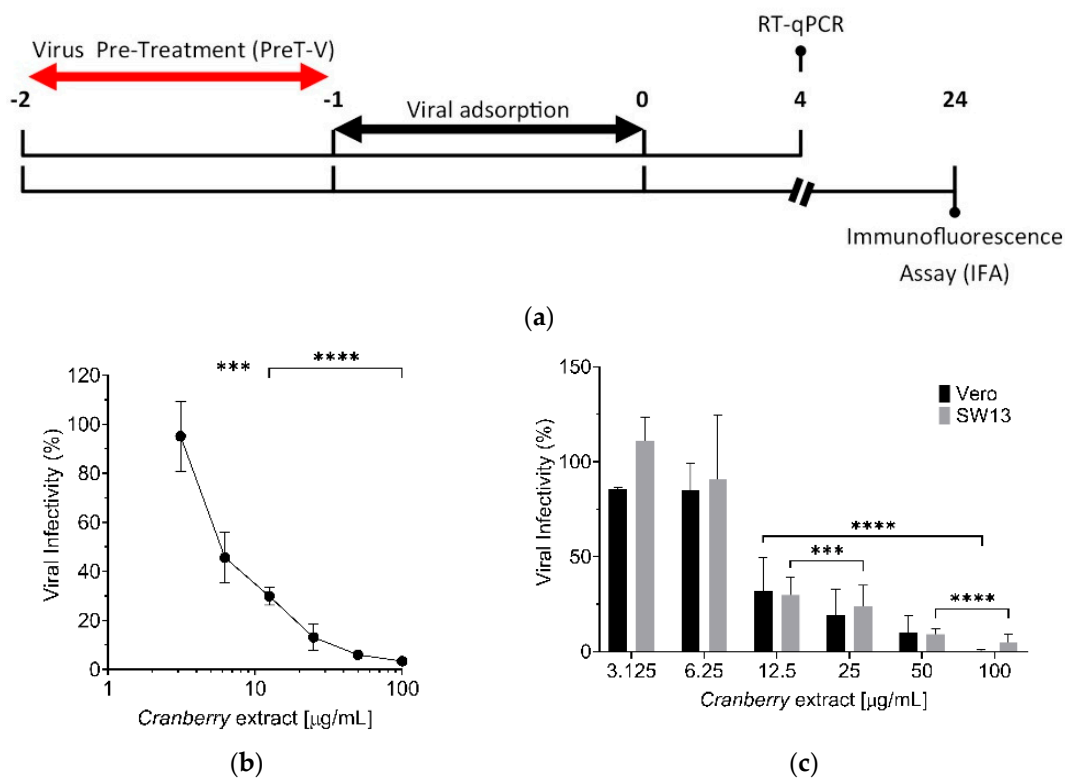 RT-qPCR
Virus Pre-Treatment (PreT-V)
-2 -1 0 4 24
Viral adsorption
Immunofluorescence
Assay (IFA)
(a)
*** ****
120
100
80
60
40
20
0
Viral Infectivity (%)
1 10 100
Cranberry extract [µg/mL]
(b)
150
100
50
0
Viral Infectivity (%)
Vero
SW13
****
***
****
3.125 6.25 12.5 25 50 100
Cranberry extract [µg/mL]
(c)